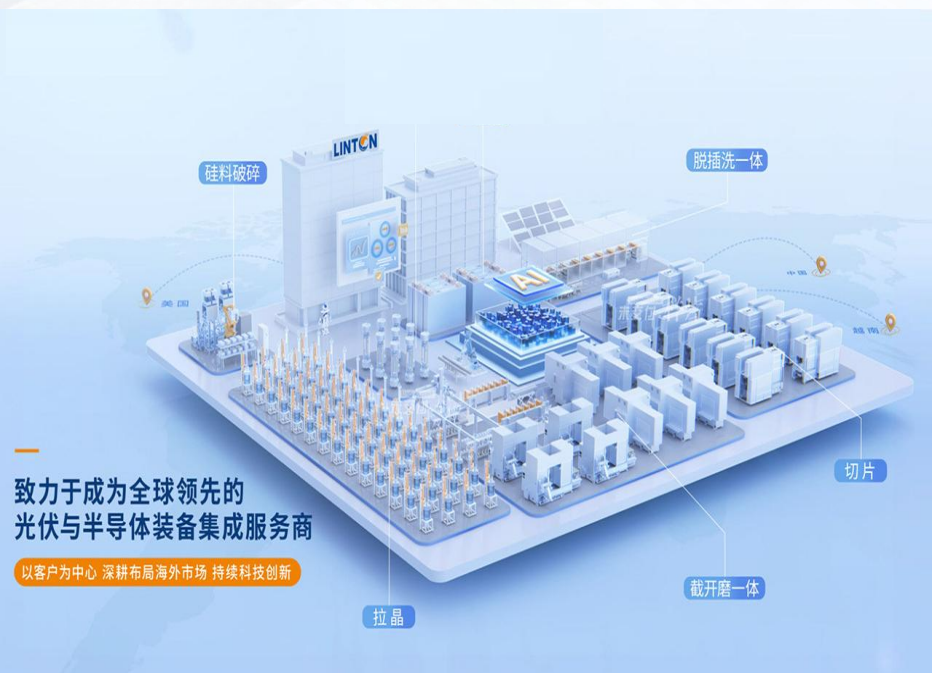 LINTON
硅料破碎
脱插洗一体
AI
中国
美国
越南
切片
致力于成为全球领先的
光伏与半导体装备集成服务商
以客户为中心 深耕布局海外市场 持续科技创新
截开磨一体
拉晶